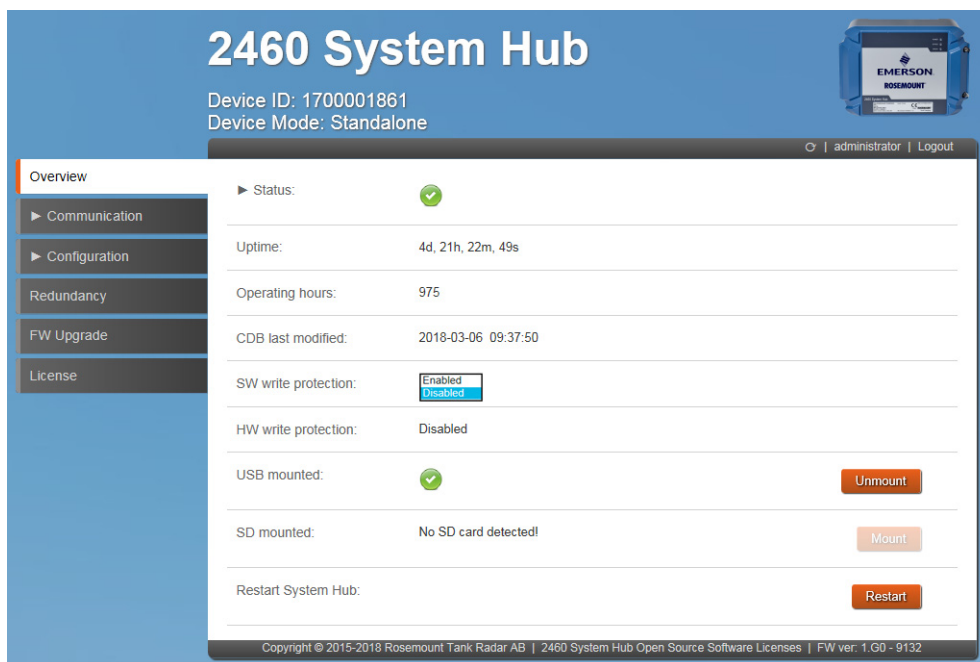 2460 System Hub
EMERSON
ROSEMOUNT
Device ID: 1700001861
Device Mode: Standalone
| administrator | Logout
Overview
► Communication
► Configuration
Redundancy
FW Upgrade
License
► Status:
Uptime: 4d, 21h, 22m, 49s
Operating hours: 975
CDB last modified: 2018-03-06 09:37:50
SW write protection: Enabled
Disabled
HW write protection: Disabled
USB mounted: Unmount
SD mounted: No SD card detected! Mount
Restart System Hub: Restart
Copyright © 2015-2018 Rosemount Tank Radar AB | 2460 System Hub Open Source Software Licenses | FW ver: 1.G0 - 9132